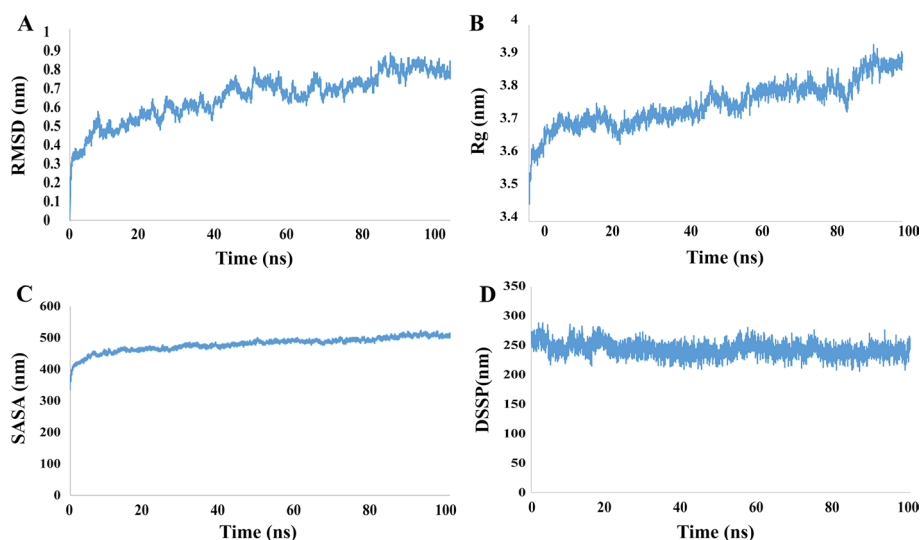 A
RMSD (nm)
1
0.9
0.8
0.7
0.6
0.5
0.4
0.3
0.2
0.1
0
0 20 40 60 80 100
Time (ns)
B
Rg (nm)
4
3.9
3.8
3.7
3.6
3.5
3.4
0 20 40 60 80 100
Time (ns)
C
SASA (nm)
600
500
400
300
200
100
0
0 20 40 60 80 100
Time (ns)
D
DSSP(nm)
350
300
250
200
150
100
50
0
0 20 40 60 80 100
Time (ns)